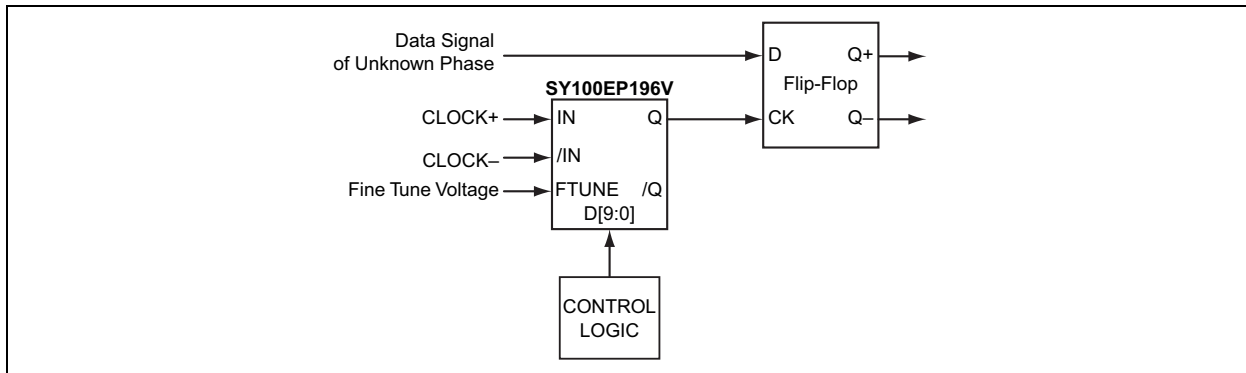 Data Signal
of Unknown Phase
D Q+
Flip-Flop
CK Q–
SY100EP196V
CLOCK+
IN Q
CLOCK–
/IN
Fine Tune Voltage
FTUNE /Q
D[9:0]
CONTROL
LOGIC